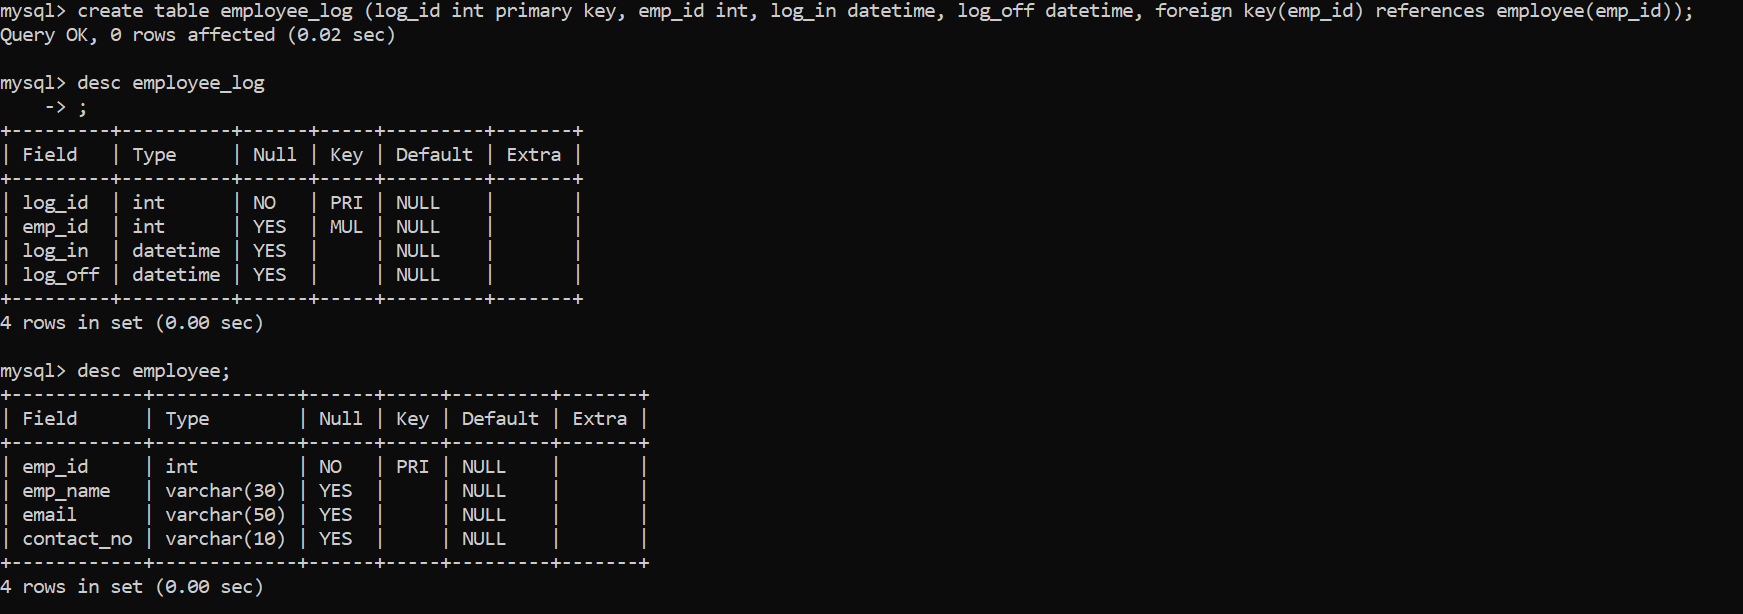 mysql> create table employee_log (log_id int primary key, emp_id int, log_in datetime, log_off datetime, foreign key(emp_id) references employee(emp_id));
Query OK, 0 rows affected (0.02 sec)

mysql> desc employee_log
    -> ;
+---------+----------+------+-----+---------+-------+
| Field   | Type     | Null | Key | Default | Extra |
+---------+----------+------+-----+---------+-------+
| log_id  | int      | NO   | PRI | NULL    |       |
| emp_id  | int      | YES  | MUL | NULL    |       |
| log_in  | datetime | YES  |     | NULL    |       |
| log_off | datetime | YES  |     | NULL    |       |
+---------+----------+------+-----+---------+-------+
4 rows in set (0.00 sec)

mysql> desc employee;
+------------+-------------+------+-----+---------+-------+
| Field      | Type        | Null | Key | Default | Extra |
+------------+-------------+------+-----+---------+-------+
| emp_id     | int         | NO   | PRI | NULL    |       |
| emp_name   | varchar(30) | YES  |     | NULL    |       |
| email      | varchar(50) | YES  |     | NULL    |       |
| contact_no | varchar(10) | YES  |     | NULL    |       |
+------------+-------------+------+-----+---------+-------+
4 rows in set (0.00 sec)